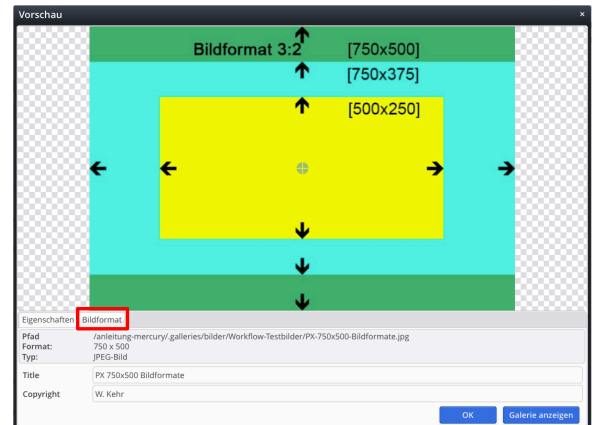 Vorschau ×
Bildformat 3:2 [750x500]
[750x375]
[500x250]
Eigenschaften Bildformat
Pfad /anleitung-mercury/.galleries/bilder/Workflow-Testbilder/PX-750x500-Bildformate.jpg
Format: 750 x 500
Typ: JPEG-Bild
Title PX 750x500 Bildformate
Copyright W. Kehr
OK Galerie anzeigen